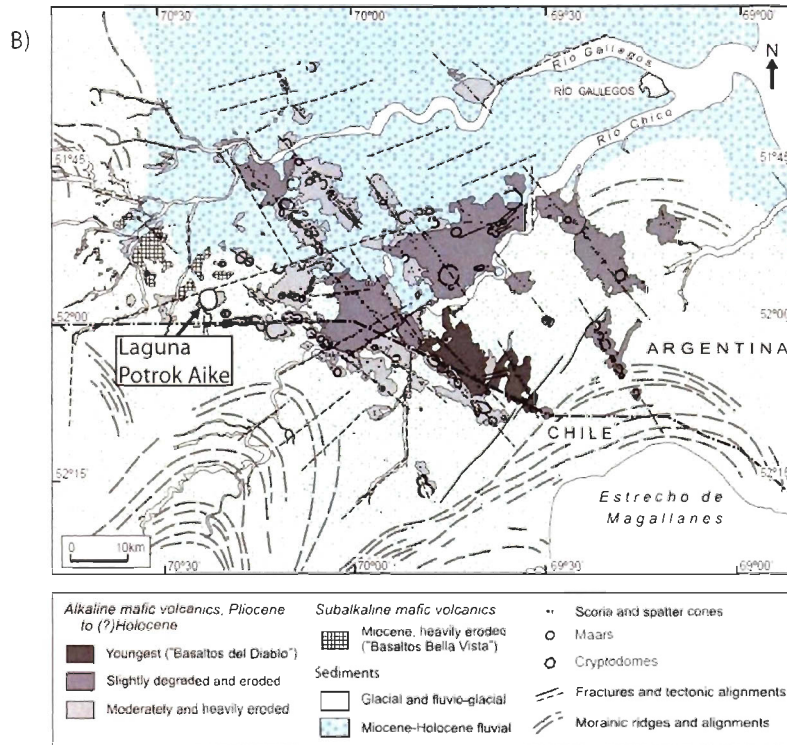 B)
70°30 70°00 69°30 69°00
Río Gallegos
N
RÍO GALLEGOS
Río Chico
51°45
51°45
52°00
52°00
Laguna
Potrok Aike
ARGENTINA
CHILE
52°15
52°15
Estrecho de
Magallanes
0 10km
70°30 70°00 69°30 69°00
Alkaline mafic volcanics, Pliocene
to (?)Holocene
Youngest ("Basaltos del Diablo")
Slightly degraded and eroded
Moderately and heavily eroded
Subalkaline mafic volcanics
Miocene, heavily eroded
("Basaltos Bella Vista")
Sediments
Glacial and fluvio-glacial
Miocene-Holocene fluvial
Scoria and spatter cones
Maars
Cryptodomes
Fractures and tectonic alignments
Morainic ridges and alignments